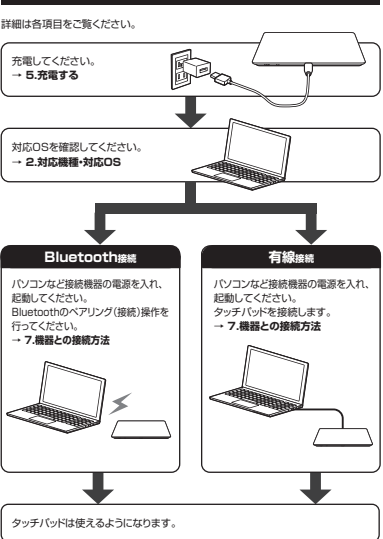 詳細は各項目をご覧ください。
充電してください。
→ 5.充電する
対応OSを確認してください。
→ 2.対応機種・対応OS
Bluetooth接続
パソコンなど接続機器の電源を入れ、
起動してください。
Bluetoothのペアリング(接続)操作を
行ってください。
→ 7.機器との接続方法
有線接続
パソコンなど接続機器の電源を入れ、
起動してください。
タッチパッドを接続します。
→ 7.機器との接続方法
タッチパッドは使えるようになります。